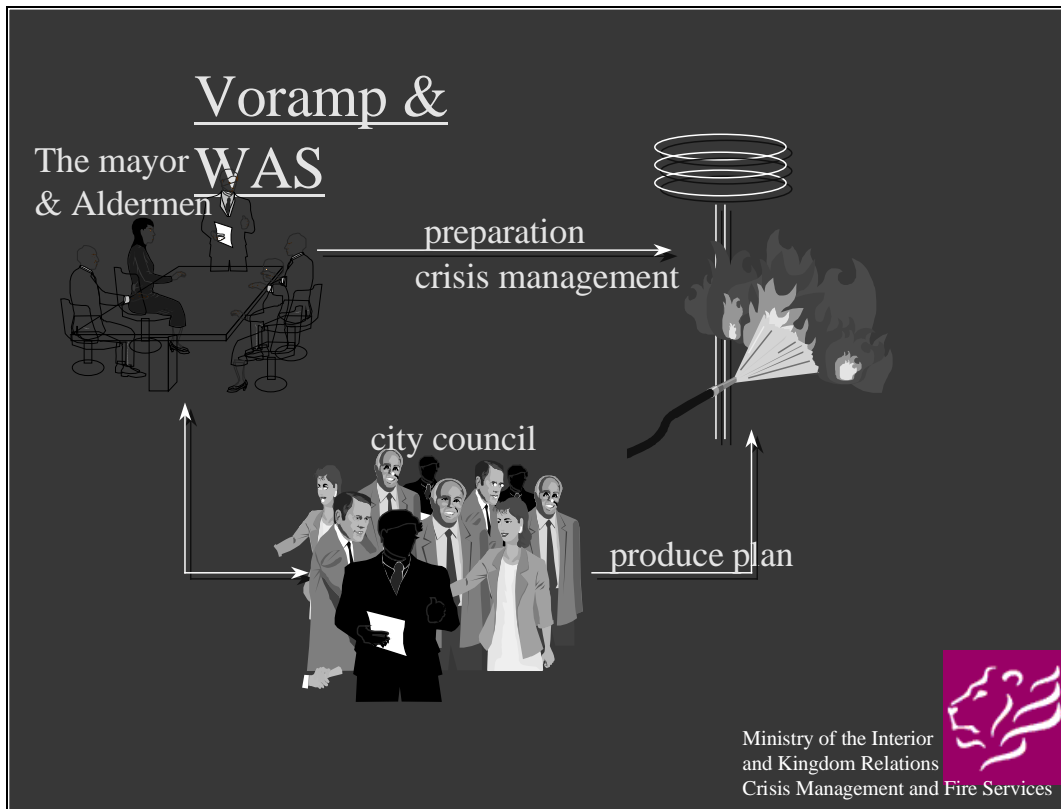 Voramp &
WAS
The mayor
& Aldermen
preparation
crisis management
city council
produce plan
Ministry of the Interior
and Kingdom Relations
Crisis Management and Fire Services